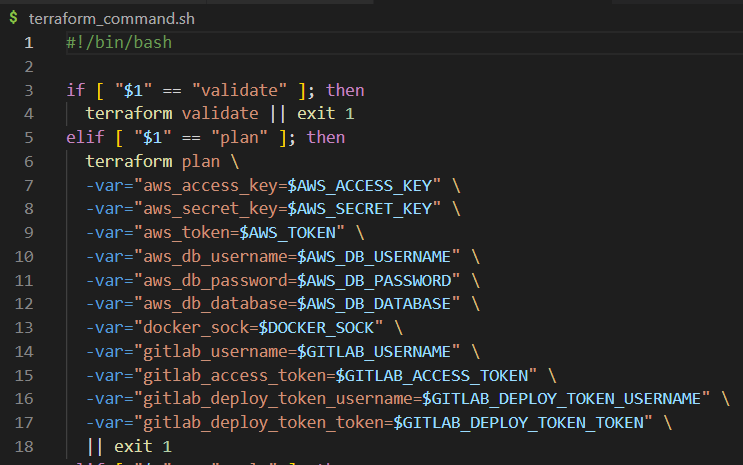 $ terraform_command.sh
1 #!/bin/bash
2
3 if [ "$1" == "validate" ]; then
4 terraform validate || exit 1
5 elif [ "$1" == "plan" ]; then
6 terraform plan \
7 -var="aws_access_key=$AWS_ACCESS_KEY" \
8 -var="aws_secret_key=$AWS_SECRET_KEY" \
9 -var="aws_token=$AWS_TOKEN" \
10 -var="aws_db_username=$AWS_DB_USERNAME" \
11 -var="aws_db_password=$AWS_DB_PASSWORD" \
12 -var="aws_db_database=$AWS_DB_DATABASE" \
13 -var="docker_sock=$DOCKER_SOCK" \
14 -var="gitlab_username=$GITLAB_USERNAME" \
15 -var="gitlab_access_token=$GITLAB_ACCESS_TOKEN" \
16 -var="gitlab_deploy_token_username=$GITLAB_DEPLOY_TOKEN_USERNAME" \
17 -var="gitlab_deploy_token_token=$GITLAB_DEPLOY_TOKEN_TOKEN" \
18 || exit 1